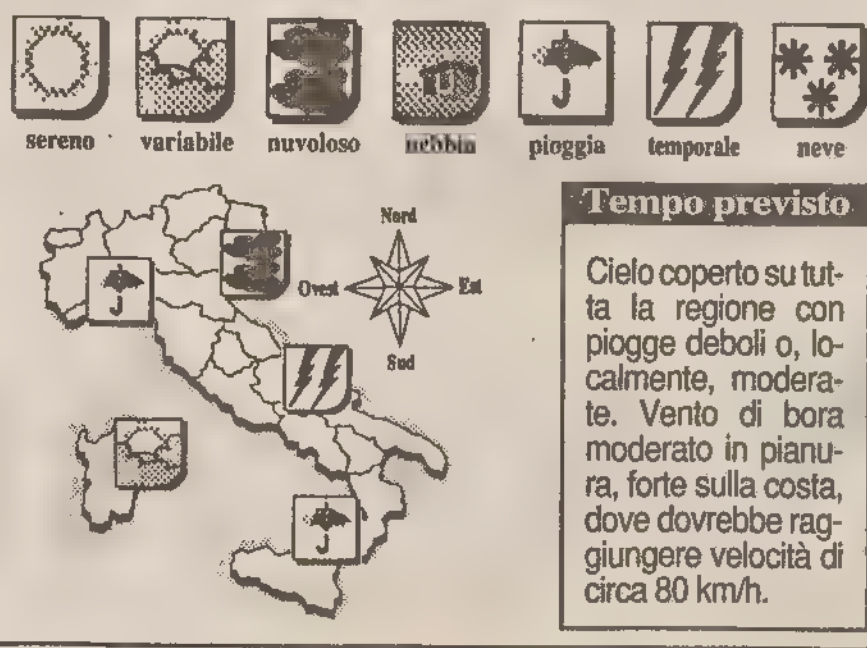 sereno variabile nuvoloso nebbia pioggia temporale neve
Nord
Ovest Est
Sud
Tempo previsto
Cielo coperto su tut-
ta la regione con
piogge deboli o, lo-
calmente, modera-
te. Vento di bora
moderato in pianu-
ra, forte sulla costa,
dove dovrebbe rag-
giungere velocità di
circa 80 km/h.